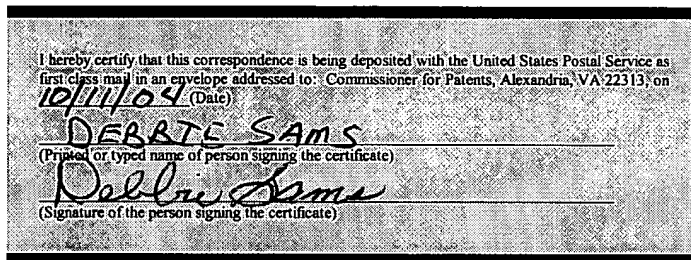 I hereby certify that this correspondence is being deposited with the United States Postal Service as
first class mail in an envelope addressed to: Commissioner for Patents, Alexandria, VA 22313, on
10/11/04 (Date)
DEBBIE SAMS
(Printed or typed name of person signing the certificate)
Debbie Sams
(Signature of the person signing the certificate)